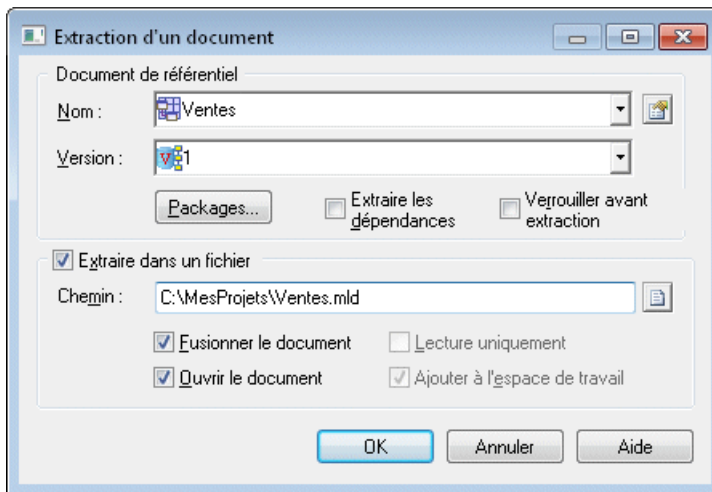 Extraction d'un document
Document de référentiel
Nom :
Ventes
Version :
1
Packages...
Extraire les
dépendances
Verrouiller avant
extraction
Extraire dans un fichier
Chemin :
C:\MesProjets\Ventes.mld
Fusionner le document
Lecture uniquement
Ouvrir le document
Ajouter à l'espace de travail
OK
Annuler
Aide